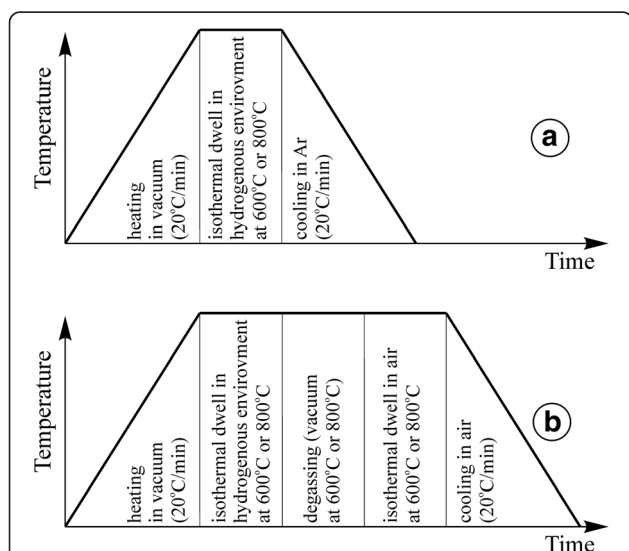 Temperature
heating
in vacuum
(20°C/min)
isothermal dwell in
hydrogenous envirovment
at 600°C or 800°C
cooling in Ar
(20°C/min)
a
Time
Temperature
heating
in vacuum
(20°C/min)
isothermal dwell in
hydrogenous envirovment
at 600°C or 800°C
degassing (vacuum
at 600°C or 800°C)
isothermal dwell in air
at 600°C or 800°C
cooling in air
(20°C/min)
b
Time